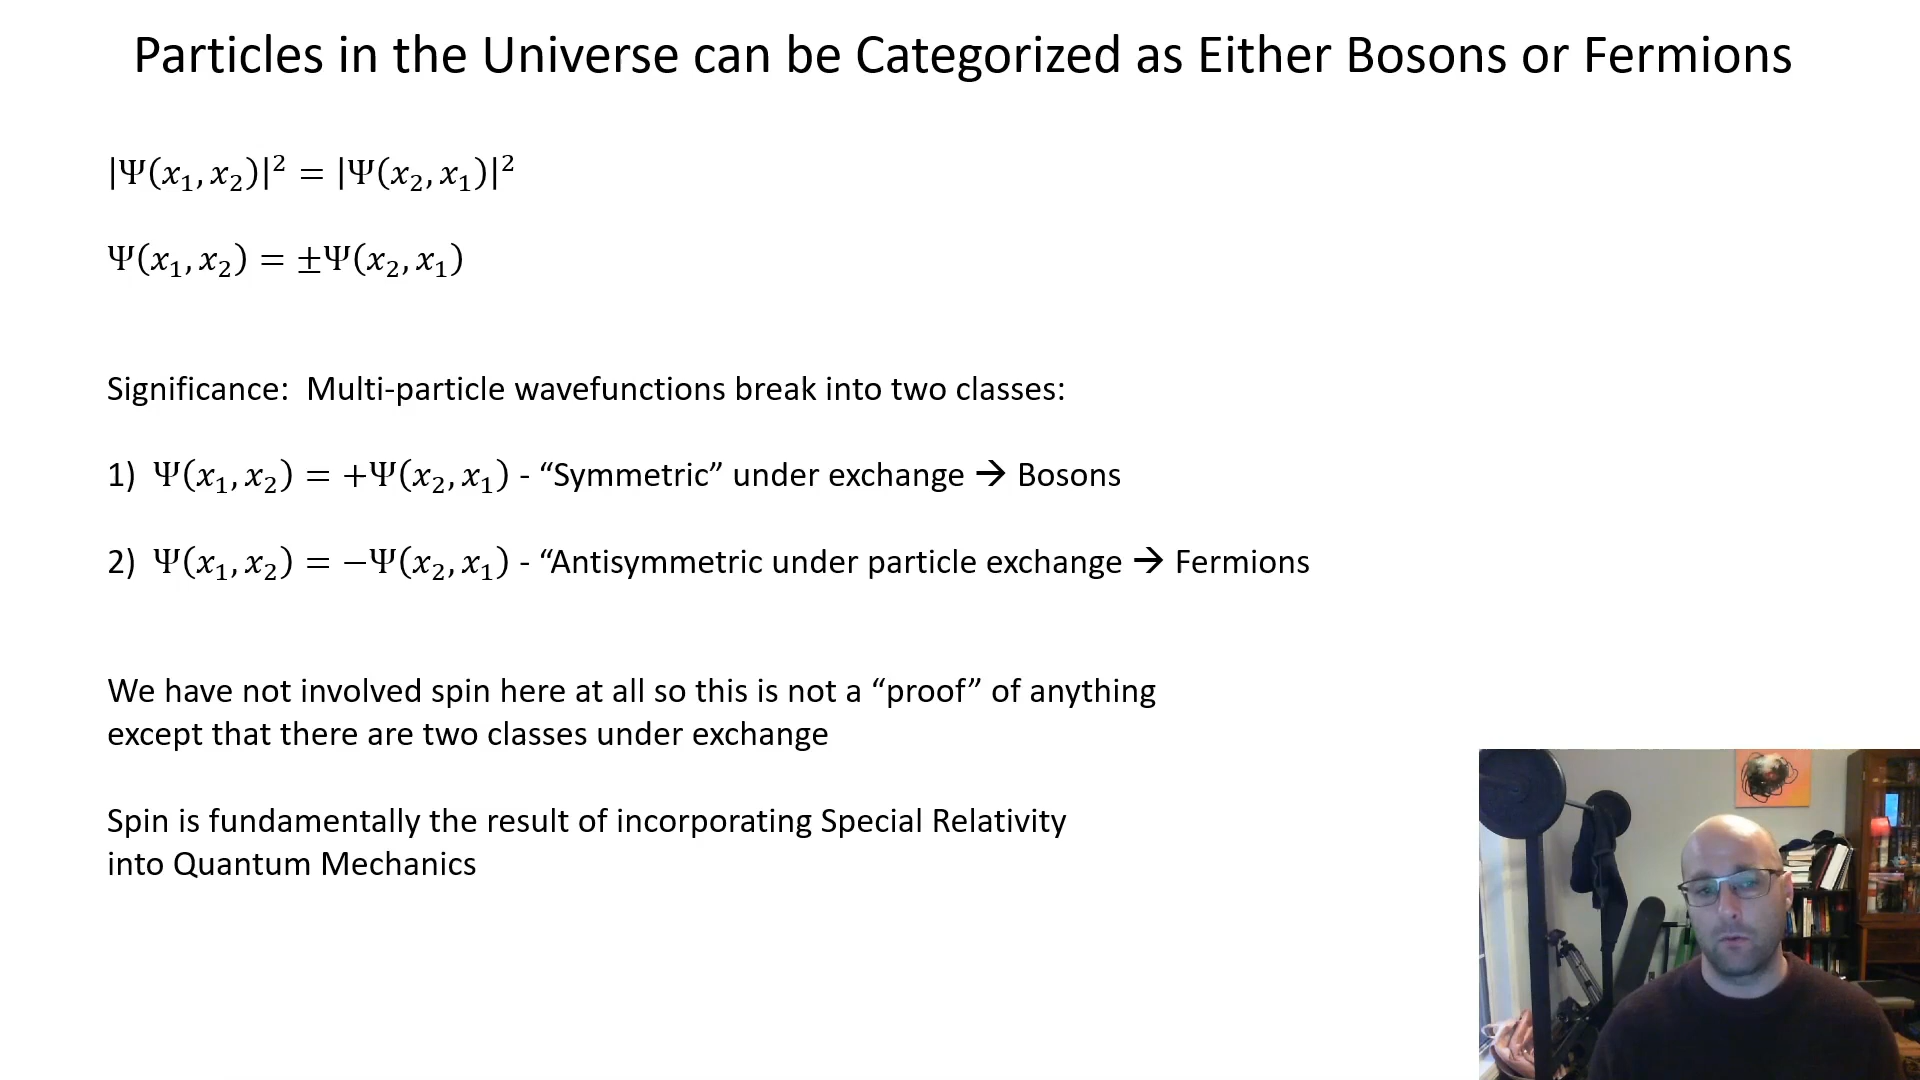 Particles in the Universe can be Categorized as Either Bosons or Fermions
|Ψ(x₁, x₂)|² = |Ψ(x₂, x₁)|²
Ψ(x₁, x₂) = ±Ψ(x₂, x₁)
Significance: Multi-particle wavefunctions break into two classes:
1) Ψ(x₁, x₂) = +Ψ(x₂, x₁) - “Symmetric” under exchange → Bosons
2) Ψ(x₁, x₂) = −Ψ(x₂, x₁) - “Antisymmetric under particle exchange → Fermions
We have not involved spin here at all so this is not a “proof” of anything
except that there are two classes under exchange
Spin is fundamentally the result of incorporating Special Relativity
into Quantum Mechanics